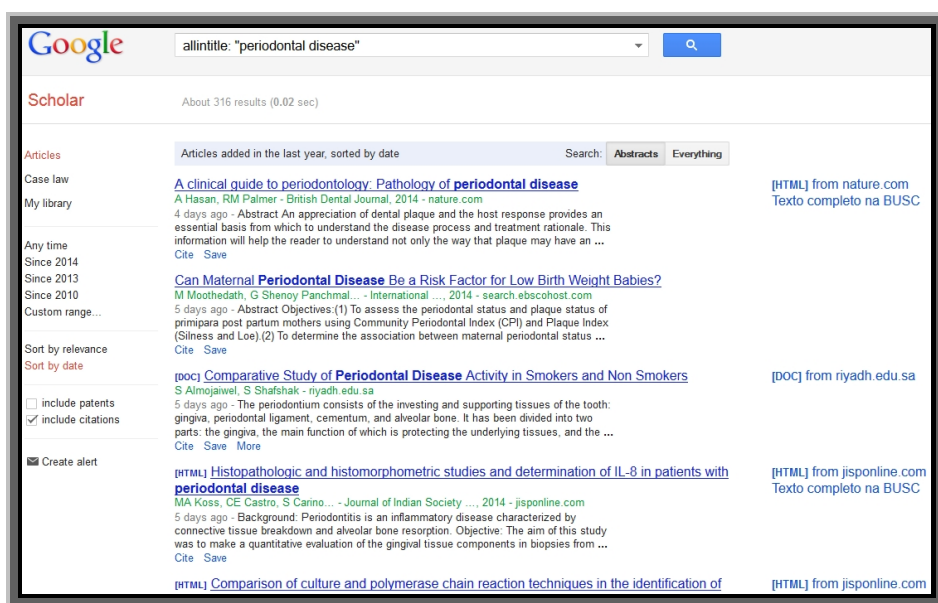 Google
allintitle: "periodontal disease"
Scholar
About 316 results (0.02 sec)
Articles
Case law
My library
Any time
Since 2014
Since 2013
Since 2010
Custom range...
Sort by relevance
Sort by date
include patents
include citations
Create alert
Articles added in the last year, sorted by date Search: Abstracts Everything
A clinical guide to periodontology: Pathology of periodontal disease
A Hasan, RM Palmer - British Dental Journal, 2014 - nature.com
4 days ago - Abstract An appreciation of dental plaque and the host response provides an
essential basis from which to understand the disease process and treatment rationale. This
information will help the reader to understand not only the way that plaque may have an ...
Cite Save
[HTML] from nature.com
Texto completo na BUSC
Can Maternal Periodontal Disease Be a Risk Factor for Low Birth Weight Babies?
M Moothedath, G Shenoy Panchmal... - International ..., 2014 - search.ebscohost.com
5 days ago - Abstract Objectives:(1) To assess the periodontal status and plaque status of
primipara post partum mothers using Community Periodontal Index (CPI) and Plaque Index
(Silness and Loe).(2) To determine the association between maternal periodontal status ...
Cite Save
[DOC] Comparative Study of Periodontal Disease Activity in Smokers and Non Smokers
S Almojaiwel, S Shafshak - riyadh.edu.sa
5 days ago - The periodontium consists of the investing and supporting tissues of the tooth:
gingiva, periodontal ligament, cementum, and alveolar bone. It has been divided into two
parts: the gingiva, the main function of which is protecting the underlying tissues, and the ...
Cite Save More
[DOC] from riyadh.edu.sa
[HTML] Histopathologic and histomorphometric studies and determination of IL-8 in patients with
periodontal disease
MA Koss, CE Castro, S Carino... - Journal of Indian Society ..., 2014 - jisponline.com
5 days ago - Background: Periodontitis is an inflammatory disease characterized by
connective tissue breakdown and alveolar bone resorption. Objective: The aim of this study
was to make a quantitative evaluation of the gingival tissue components in biopsies from ...
Cite Save
[HTML] from jisponline.com
Texto completo na BUSC
[HTML] Comparison of culture and polymerase chain reaction techniques in the identification of
[HTML] from jisponline.com